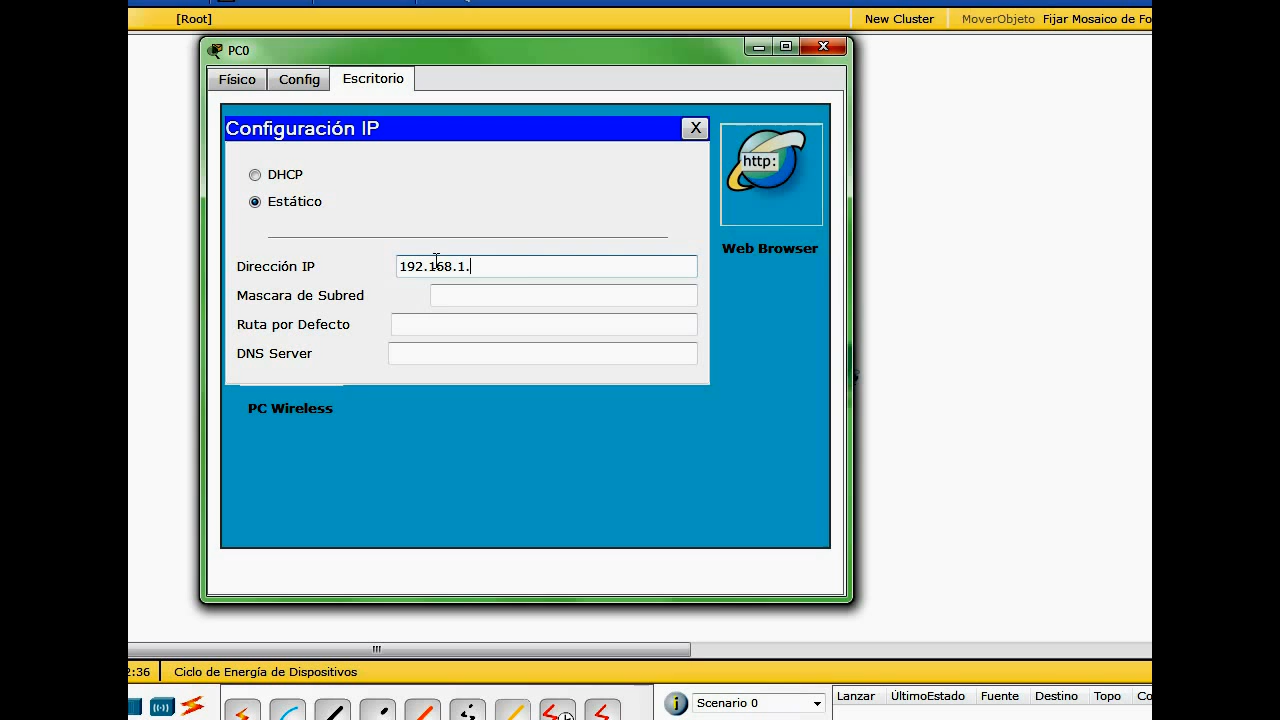 [Root]
New Cluster
MoverObjeto
Fijar Mosaico de Fo
PC0
Físico
Config
Escritorio
Configuración IP
X
http:
DHCP
Estático
Web Browser
Dirección IP
192.168.1.
Mascara de Subred
Ruta por Defecto
DNS Server
PC Wireless
2:36
Ciclo de Energía de Dispositivos
Scenario 0
Lanzar
ÚltimoEstado
Fuente
Destino
Topo
Co